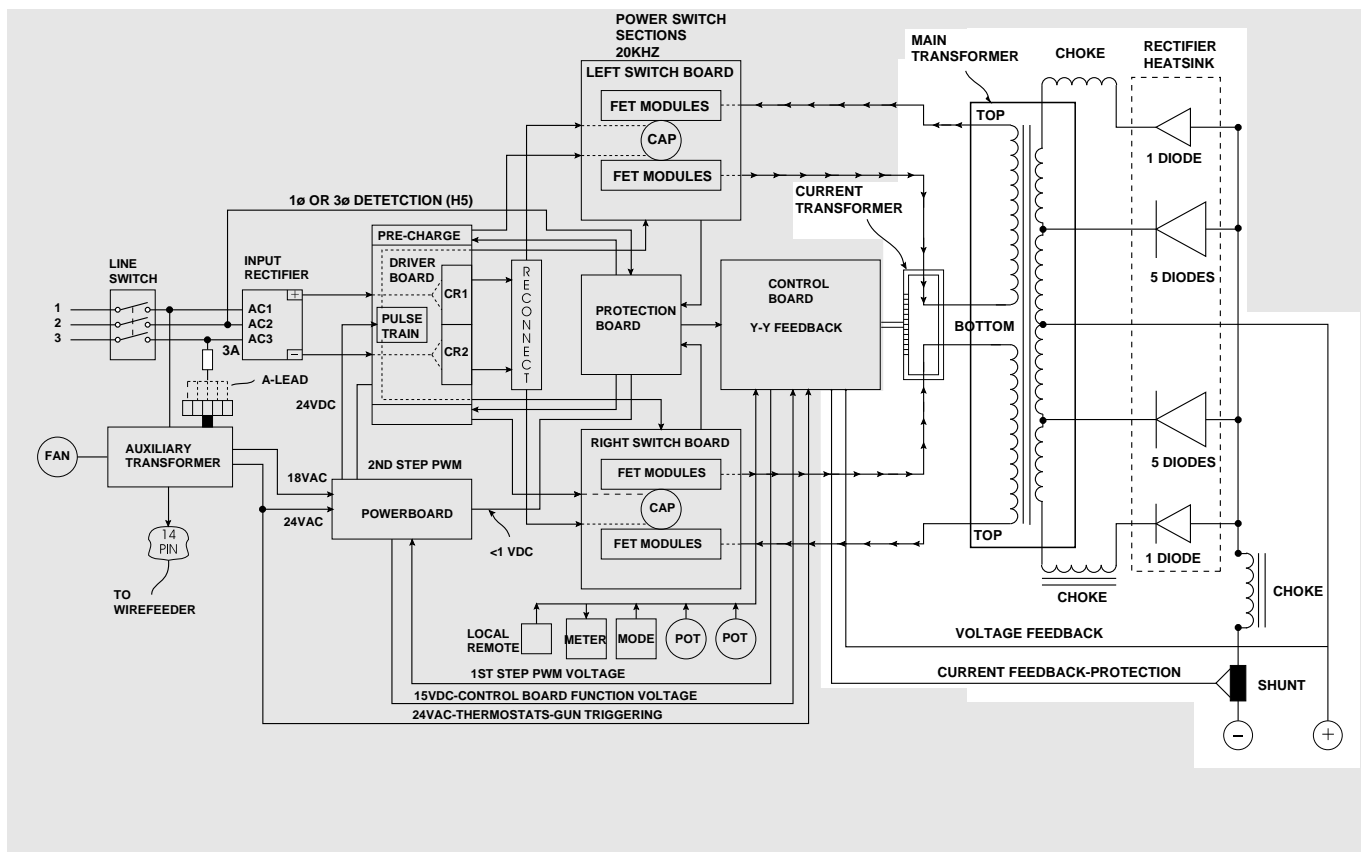 POWER SWITCH
SECTIONS
20KHZ
LEFT SWITCH BOARD
FET MODULES
CAP
FET MODULES
MAIN
TRANSFORMER
CHOKE
RECTIFIER
HEATSINK
TOP
1 DIODE
CURRENT
TRANSFORMER
5 DIODES
1ø OR 3ø DETETCTION (H5)
PRE-CHARGE
DRIVER
BOARD
CR1
PULSE
TRAIN
CR2
RECONNECT
LINE
SWITCH
INPUT
RECTIFIER
1
2
3
+
AC1
AC2
AC3
–
3A
A-LEAD
24VDC
PROTECTION
BOARD
CONTROL
BOARD
Y-Y FEEDBACK
BOTTOM
FAN
AUXILIARY
TRANSFORMER
18VAC
24VAC
2ND STEP PWM
POWERBOARD
<1 VDC
RIGHT SWITCH BOARD
FET MODULES
CAP
FET MODULES
TOP
5 DIODES
1 DIODE
CHOKE
CHOKE
14
PIN
TO
WIREFEEDER
LOCAL
REMOTE
METER
MODE
POT
POT
VOLTAGE FEEDBACK
1ST STEP PWM VOLTAGE
CURRENT FEEDBACK-PROTECTION
SHUNT
15VDC-CONTROL BOARD FUNCTION VOLTAGE
24VAC-THERMOSTATS-GUN TRIGGERING
–
+